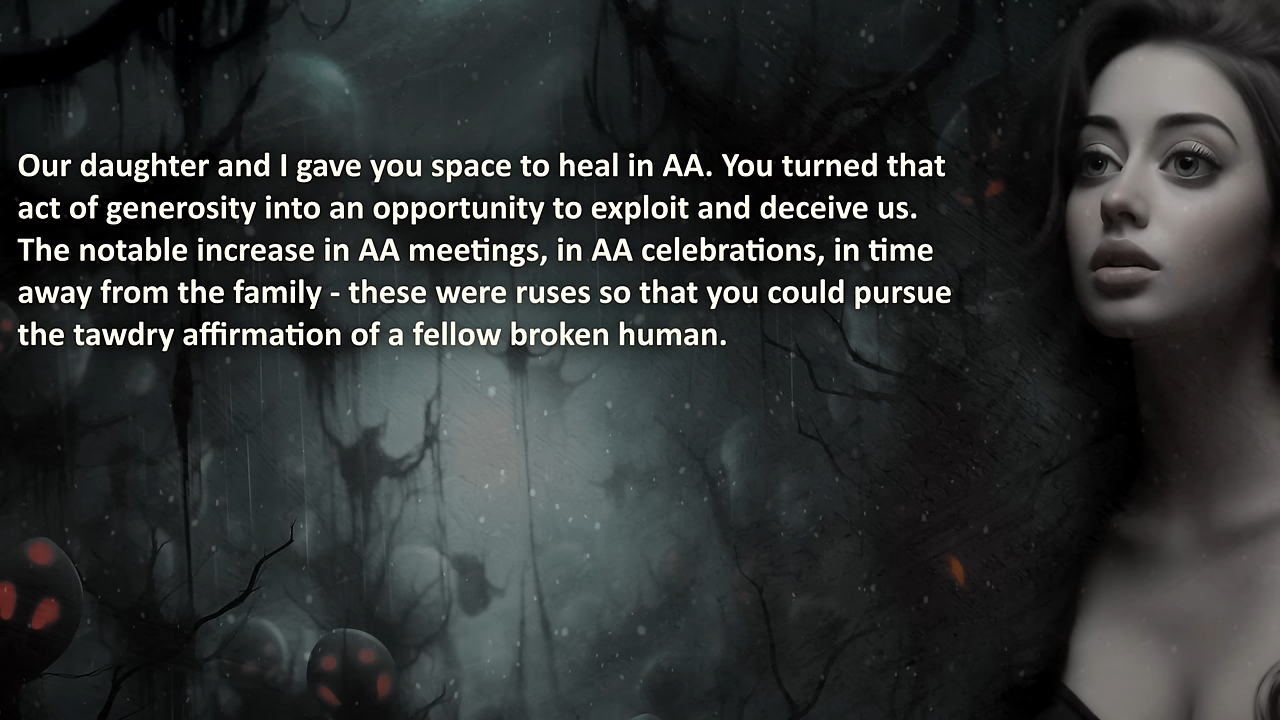 Our daughter and I gave you space to heal in AA. You turned that
act of generosity into an opportunity to exploit and deceive us.
The notable increase in AA meetings, in AA celebrations, in time
away from the family - these were ruses so that you could pursue
the tawdry affirmation of a fellow broken human.